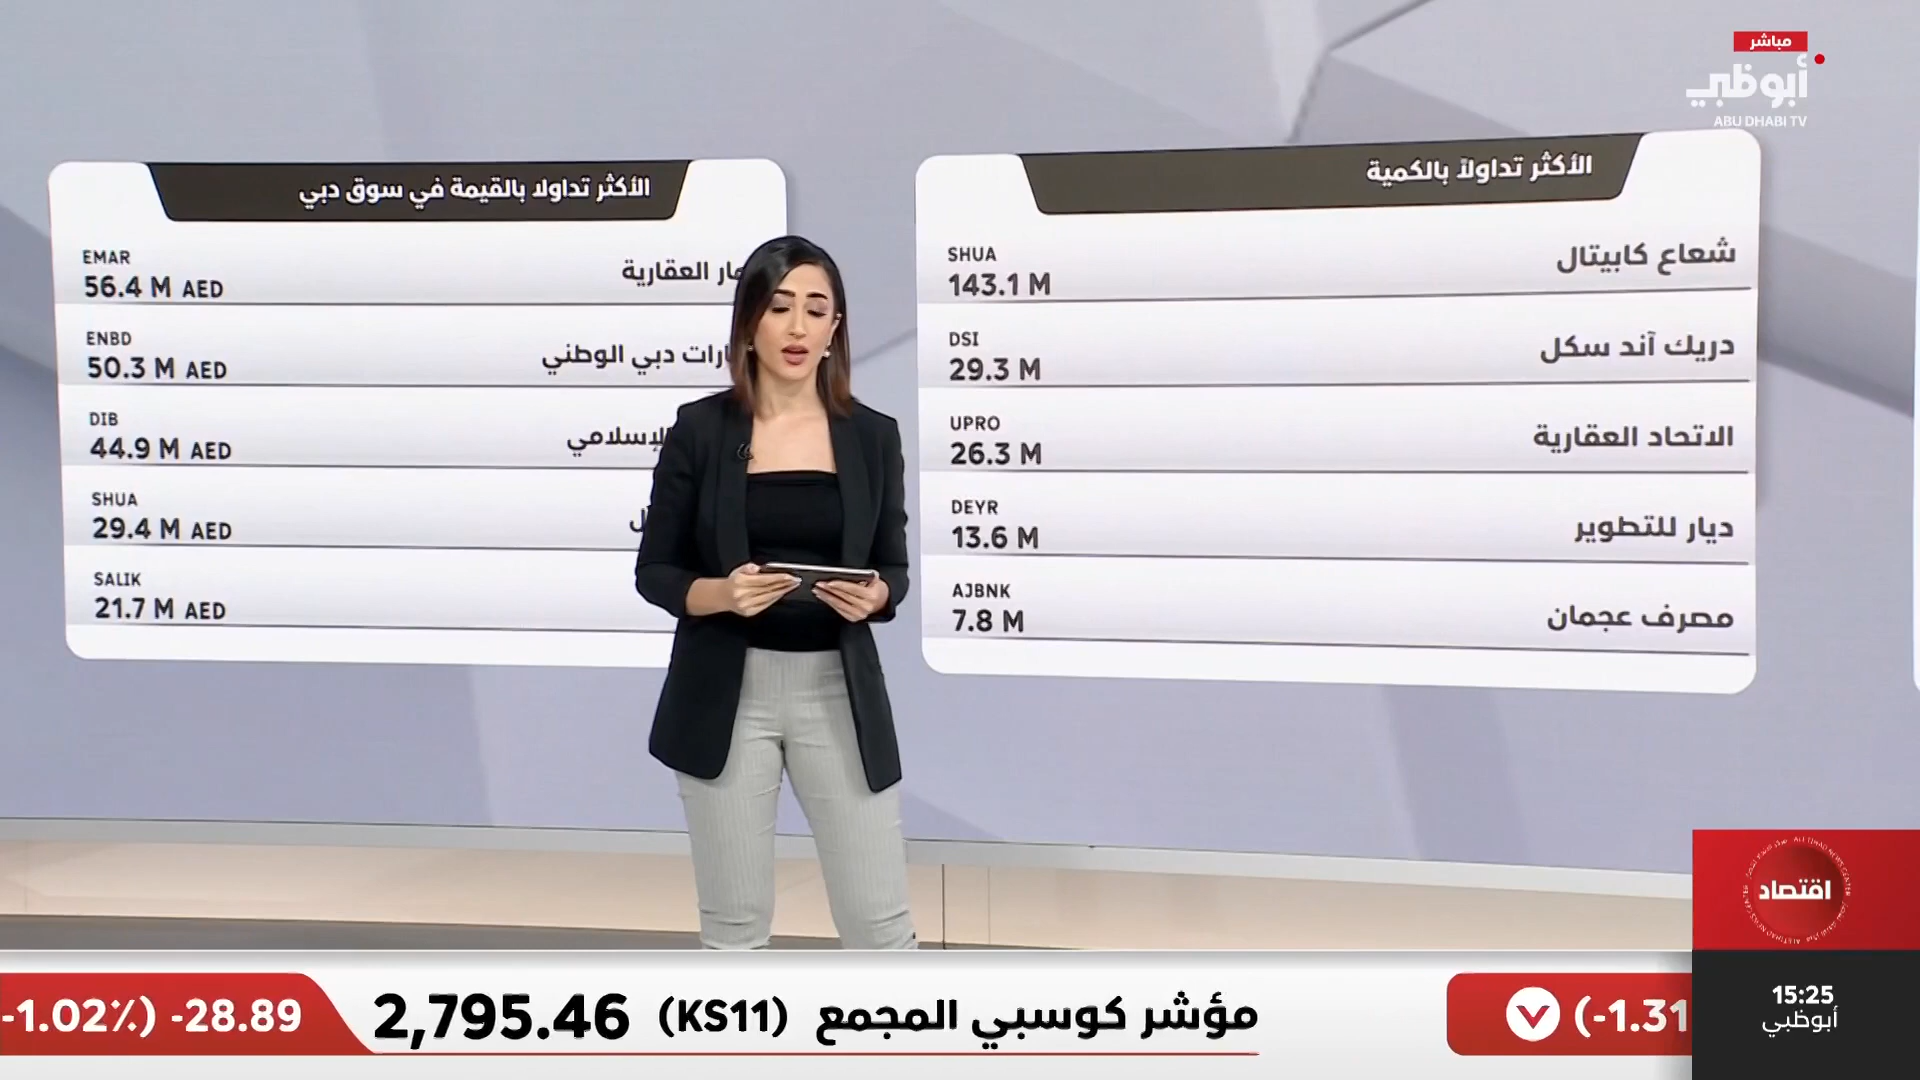 مباشر
أبوظبي
ABU DHABI TV
الأكثر تداولاً بالكمية
شعاع كابيتال
SHUA
143.1 M
دريك آند سكل
DSI
29.3 M
الاتحاد العقارية
UPRO
26.3 M
ديار للتطوير
DEYR
13.6 M
مصرف عجمان
AJBNK
7.8 M
الأكثر تداولا بالقيمة في سوق دبي
العقارية
EMAR
56.4 M AED
دبي الوطني
ENBD
50.3 M AED
الإسلامي
DIB
44.9 M AED
SHUA
29.4 M AED
SALIK
21.7 M AED
اقتصاد
15:25
أبوظبي
(-1.31
مؤشر كوسبي المجمع (KS11) 2,795.46
-28.89 (-1.02٪